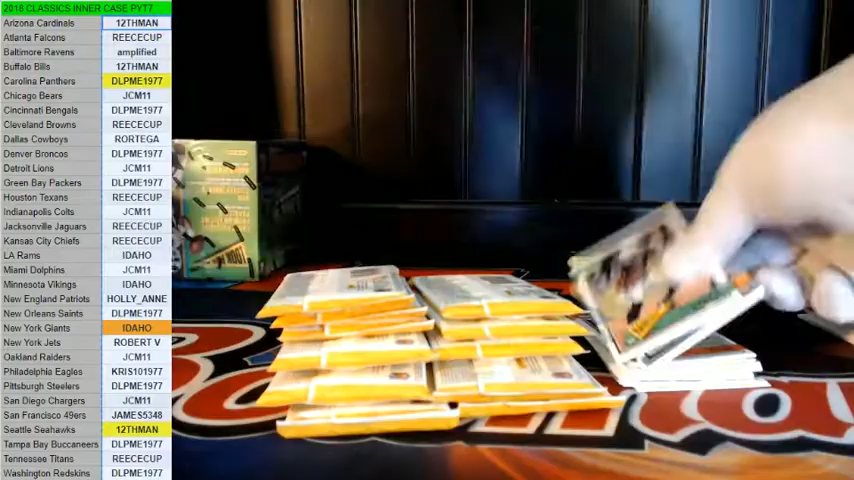 2018 CLASSICS INNER CASE PYT7
Arizona Cardinals 12THMAN
Atlanta Falcons REECECUP
Baltimore Ravens amplified
Buffalo Bills 12THMAN
Carolina Panthers DLPME1977
Chicago Bears JCM11
Cincinnati Bengals DLPME1977
Cleveland Browns REECECUP
Dallas Cowboys RORTEGA
Denver Broncos DLPME1977
Detroit Lions JCM11
Green Bay Packers DLPME1977
Houston Texans REECECUP
Indianapolis Colts JCM11
Jacksonville Jaguars REECECUP
Kansas City Chiefs REECECUP
LA Rams IDAHO
Miami Dolphins JCM11
Minnesota Vikings IDAHO
New England Patriots HOLLY_ANNE
New Orleans Saints DLPME1977
New York Giants IDAHO
New York Jets ROBERT V
Oakland Raiders JCM11
Philadelphia Eagles KRIS101977
Pittsburgh Steelers DLPME1977
San Diego Chargers JCM11
San Francisco 49ers JAMES5348
Seattle Seahawks 12THMAN
Tampa Bay Buccaneers DLPME1977
Tennessee Titans REECECUP
Washington Redskins DLPME1977